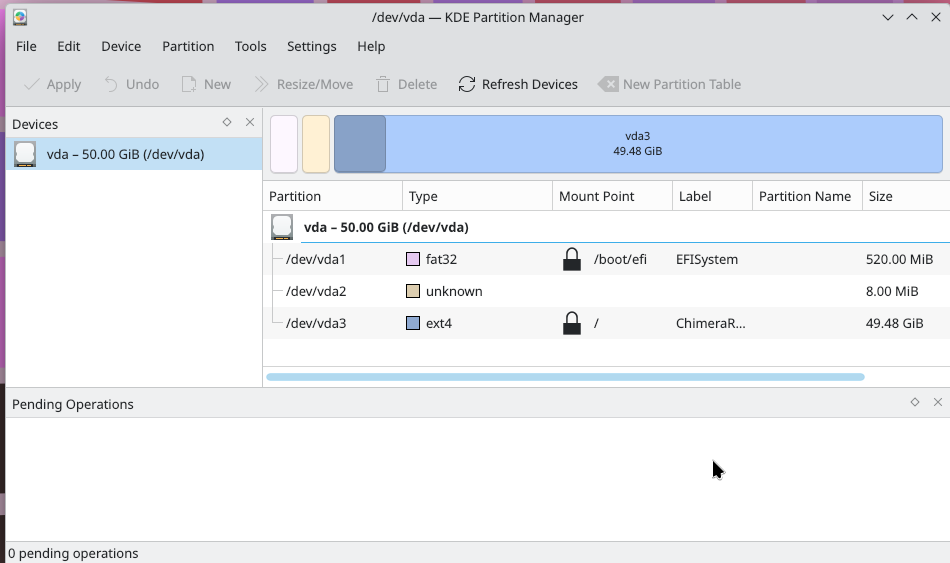 /dev/vda — KDE Partition Manager
File Edit Device Partition Tools Settings Help
Apply Undo New Resize/Move Delete Refresh Devices New Partition Table
Devices
vda – 50.00 GiB (/dev/vda)
vda3
49.48 GiB
Partition Type Mount Point Label Partition Name Size
vda – 50.00 GiB (/dev/vda)
/dev/vda1 fat32 /boot/efi EFISystem 520.00 MiB
/dev/vda2 unknown 8.00 MiB
/dev/vda3 ext4 / ChimeraR... 49.48 GiB
Pending Operations
0 pending operations